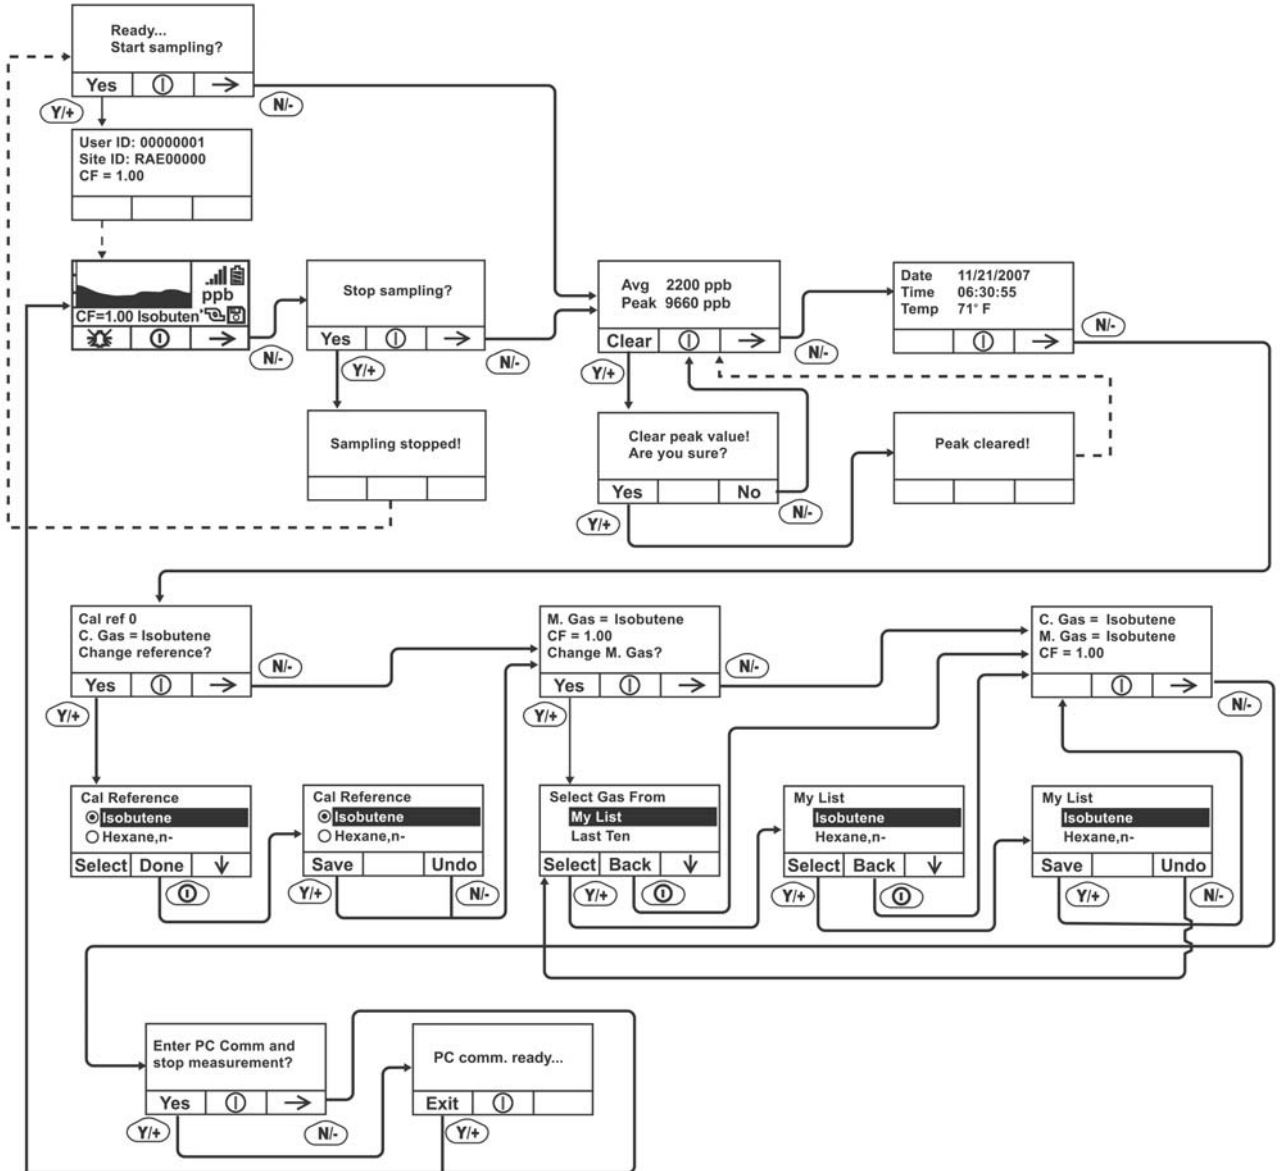 Ready...
Start sampling?
Yes
Y/+
N/-
User ID: 00000001
Site ID: RAE00000
CF = 1.00
ppb
CF=1.00 Isobuten'
N/-
Stop sampling?
Yes
Y/+
N/-
Sampling stopped!
Avg 2200 ppb
Peak 9660 ppb
Clear
Y/+
N/-
Date 11/21/2007
Time 06:30:55
Temp 71° F
N/-
Clear peak value!
Are you sure?
Yes No
Y/+
N/-
Peak cleared!
Cal ref 0
C. Gas = Isobutene
Change reference?
Yes
Y/+
N/-
M. Gas = Isobutene
CF = 1.00
Change M. Gas?
Yes
Y/+
N/-
C. Gas = Isobutene
M. Gas = Isobutene
CF = 1.00
N/-
Cal Reference
Isobutene
Hexane,n-
Select Done
Cal Reference
Isobutene
Hexane,n-
Save Undo
Y/+
N/-
Select Gas From
My List
Last Ten
Select Back
Y/+
My List
Isobutene
Hexane,n-
Select Back
Y/+
My List
Isobutene
Hexane,n-
Save Undo
Y/+
N/-
Enter PC Comm and
stop measurement?
Yes
Y/+
N/-
PC comm. ready...
Exit
Y/+